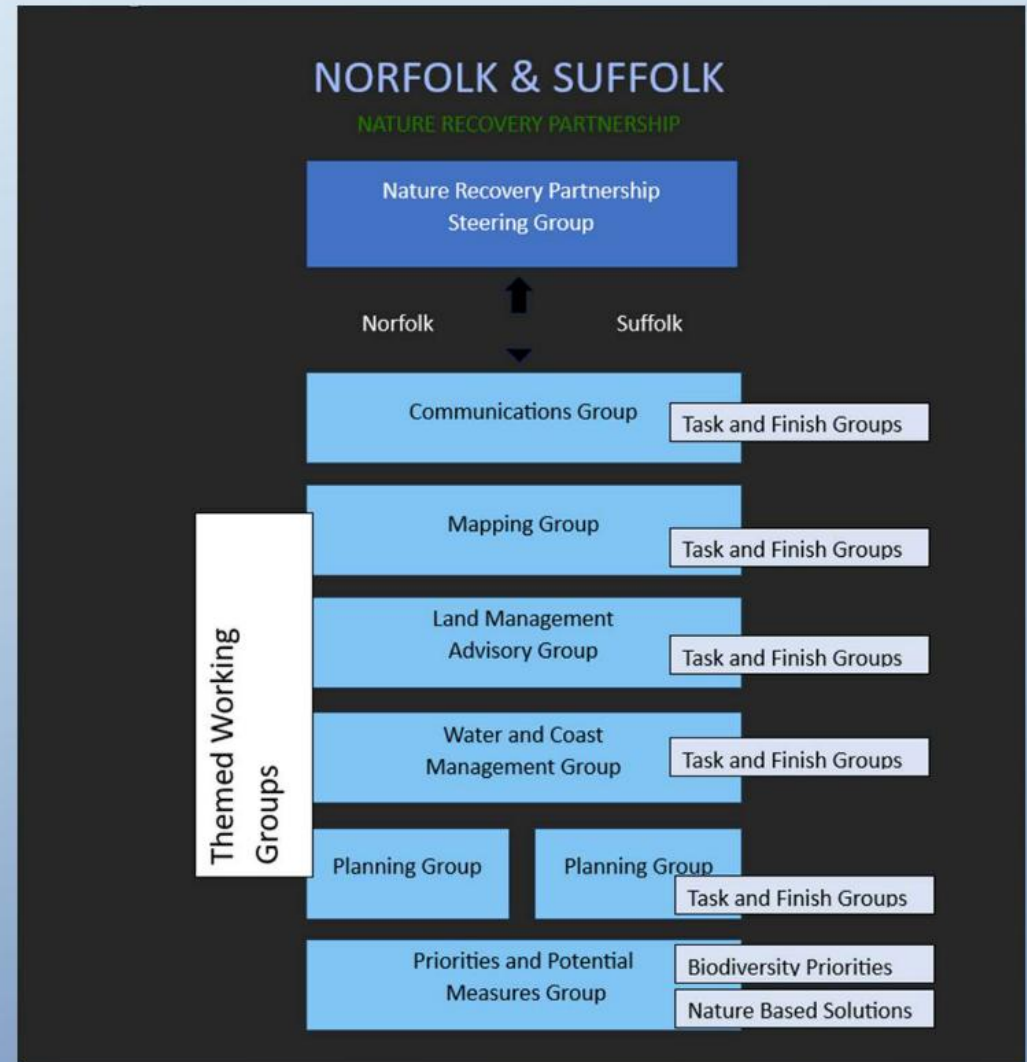 NORFOLK & SUFFOLK
NATURE RECOVERY PARTNERSHIP
Nature Recovery Partnership
Steering Group
Norfolk
Suffolk
Communications Group
Task and Finish Groups
Mapping Group
Task and Finish Groups
Themed Working
Groups
Land Management
Advisory Group
Task and Finish Groups
Water and Coast
Management Group
Task and Finish Groups
Planning Group
Planning Group
Task and Finish Groups
Priorities and Potential
Measures Group
Biodiversity Priorities
Nature Based Solutions